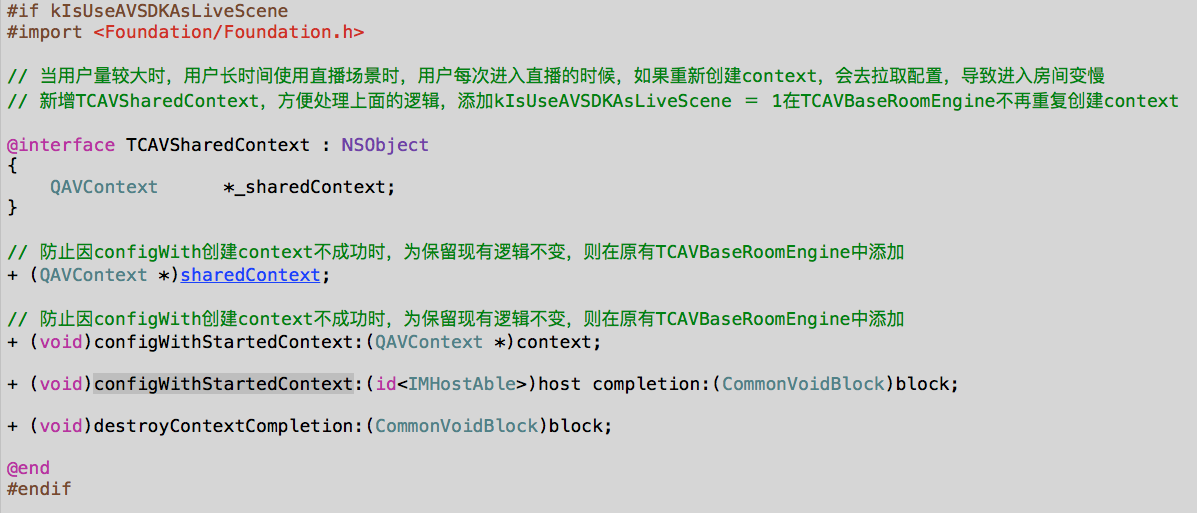 #if kIsUseAVSDKAsLiveScene
#import <Foundation/Foundation.h>
// 当用户量较大时，用户长时间使用直播场景时，用户每次进入直播的时候，如果重新创建context，会去拉取配置，导致进入房间变慢
// 新增TCAVSharedContext，方便处理上面的逻辑，添加kIsUseAVSDKAsLiveScene ＝ 1在TCAVBaseRoomEngine不再重复创建context
@interface TCAVSharedContext : NSObject
{
    QAVContext      *_sharedContext;
}
// 防止因configWith创建context不成功时，为保留现有逻辑不变，则在原有TCAVBaseRoomEngine中添加
+ (QAVContext *)sharedContext;
// 防止因configWith创建context不成功时，为保留现有逻辑不变，则在原有TCAVBaseRoomEngine中添加
+ (void)configWithStartedContext:(QAVContext *)context;
+ (void)configWithStartedContext:(id<IMHostAble>)host completion:(CommonVoidBlock)block;
+ (void)destroyContextCompletion:(CommonVoidBlock)block;
@end
#endif